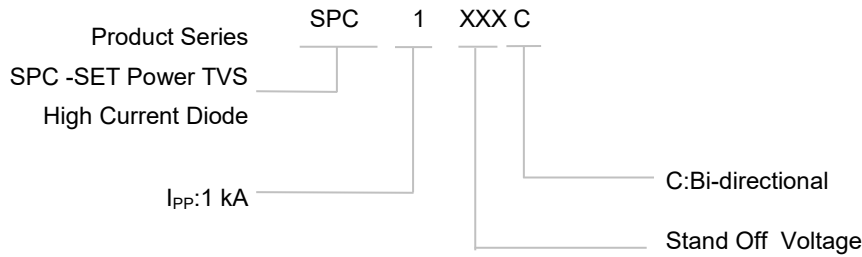 SPC 1 XXX C
Product Series
SPC -SET Power TVS
High Current Diode
IPP:1 kA
C:Bi-directional
Stand Off Voltage